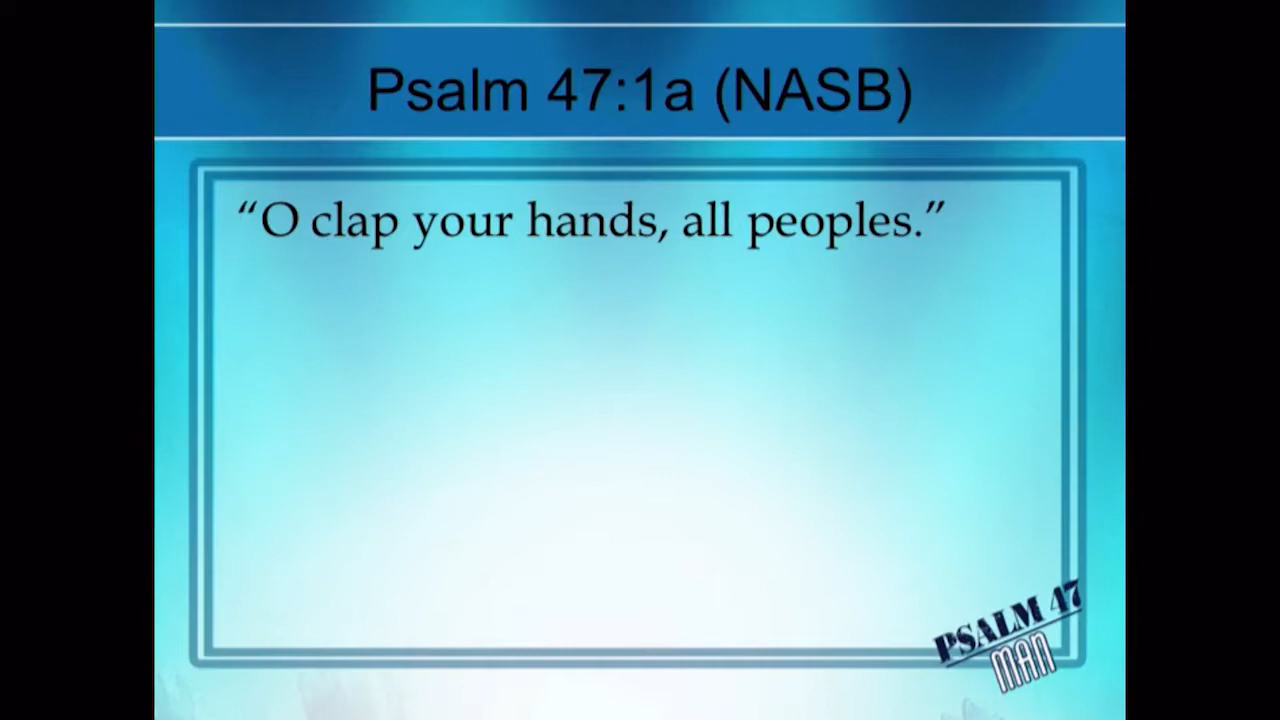 Psalm 47:1a (NASB)
“O clap your hands, all peoples.”
PSALM 47
MAN